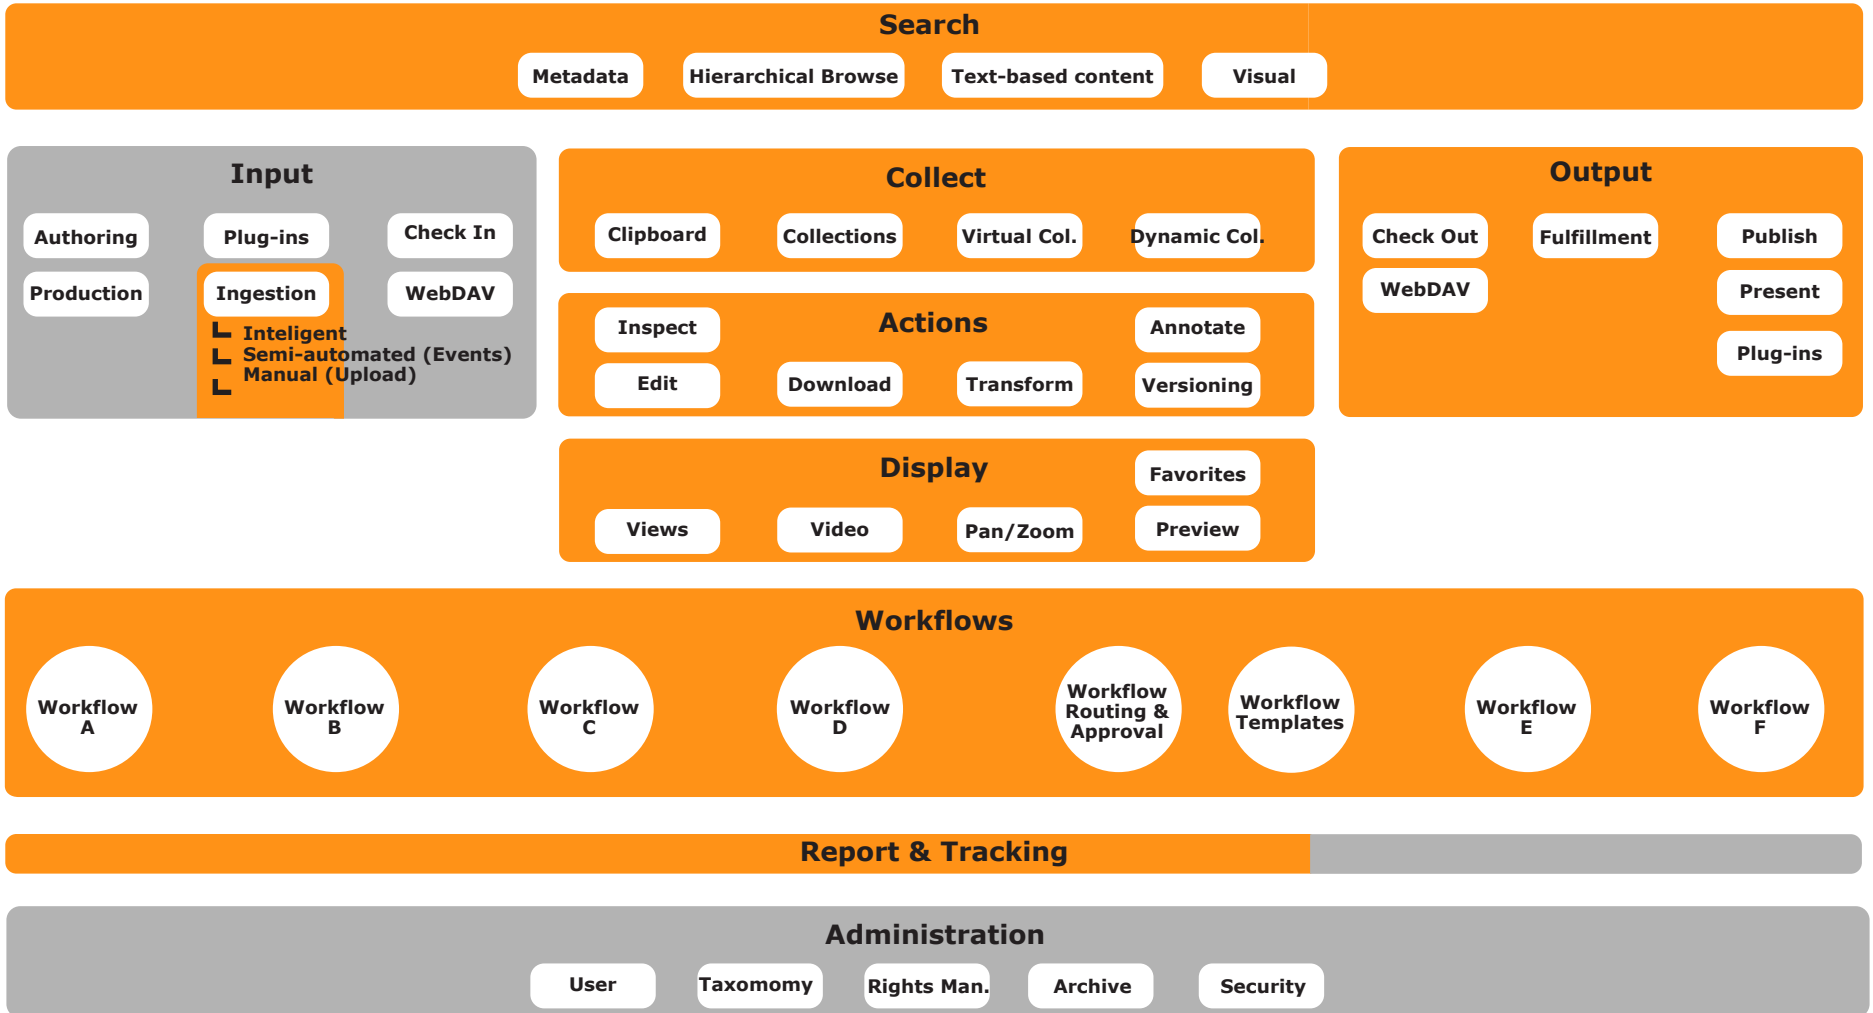 Search
Metadata
Hierarchical Browse
Text-based content
Visual
Input
Authoring
Plug-ins
Check In
Production
Ingestion
WebDAV
Inteligent
Semi-automated (Events)
Manual (Upload)
Collect
Clipboard
Collections
Virtual Col.
Dynamic Col.
Actions
Inspect
Annotate
Edit
Download
Transform
Versioning
Display
Favorites
Views
Video
Pan/Zoom
Preview
Output
Check Out
Fulfillment
Publish
WebDAV
Present
Plug-ins
Workflows
Workflow
A
Workflow
B
Workflow
C
Workflow
D
Workflow
Routing &
Approval
Workflow
Templates
Workflow
E
Workflow
F
Report & Tracking
Administration
User
Taxomomy
Rights Man.
Archive
Security